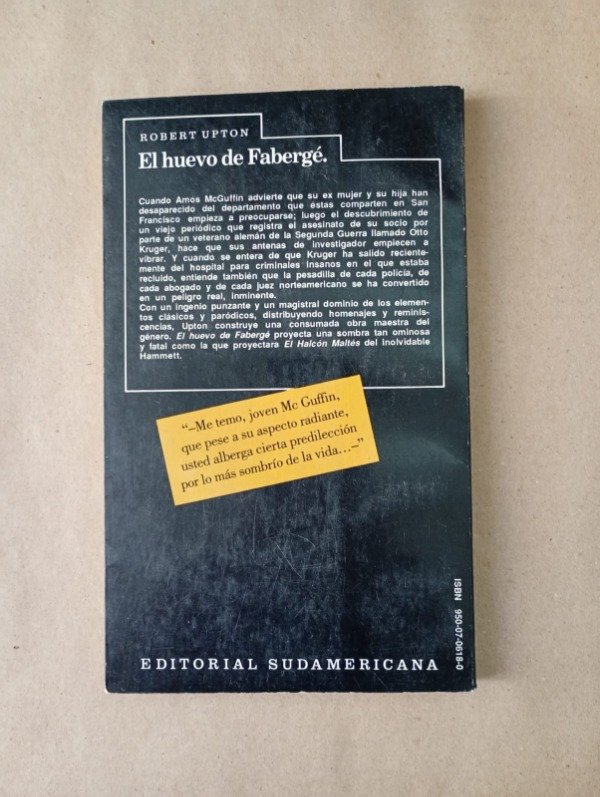 ROBERT UPTON
El huevo de Fabergé.
Cuando Amos McGuffin advierte que su ex mujer y su hija han
desaparecido del departamento que éstas comparten en San
Francisco empieza a preocuparse; luego el descubrimiento de
un viejo periódico que registra el asesinato de su socio por
parte de un veterano alemán de la Segunda Guerra llamado Otto
Kruger, hace que sus antenas de investigador empiecen a
vibrar. Y cuando se entera de que Kruger ha salido reciente-
mente del hospital para criminales insanos en el que estaba
recluido, entiende también que la pesadilla de cada policía, de
cada abogado y de cada juez norteamericano se ha convertido
en un peligro real, inminente.
Con un ingenio punzante y un magistral dominio de los elemen-
tos clásicos y paródicos, distribuyendo homenajes y reminis-
cencias, Upton construye una consumada obra maestra del
género. El huevo de Fabergé proyecta una sombra tan ominosa
y fatal como la que proyectara El Halcón Maltés del inolvidable
Hammett.
“–Me temo, joven Mc Guffin,
que pese a su aspecto radiante,
usted alberga cierta predilección
por lo más sombrío de la vida...–”
ISBN 950-07-0618-0
EDITORIAL SUDAMERICANA